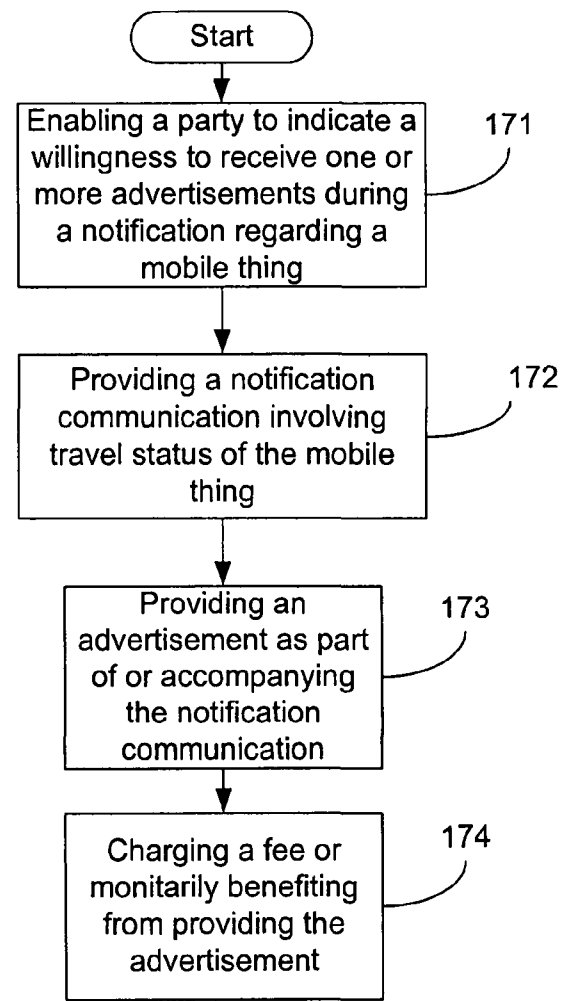 Start
Enabling a party to indicate a
willingness to receive one or
more advertisements during
a notification regarding a
mobile thing
171
Providing a notification
communication involving
travel status of the mobile
thing
172
Providing an
advertisement as part
of or accompanying
the notification
communication
173
Charging a fee or
monitarily benefiting
from providing the
advertisement
174